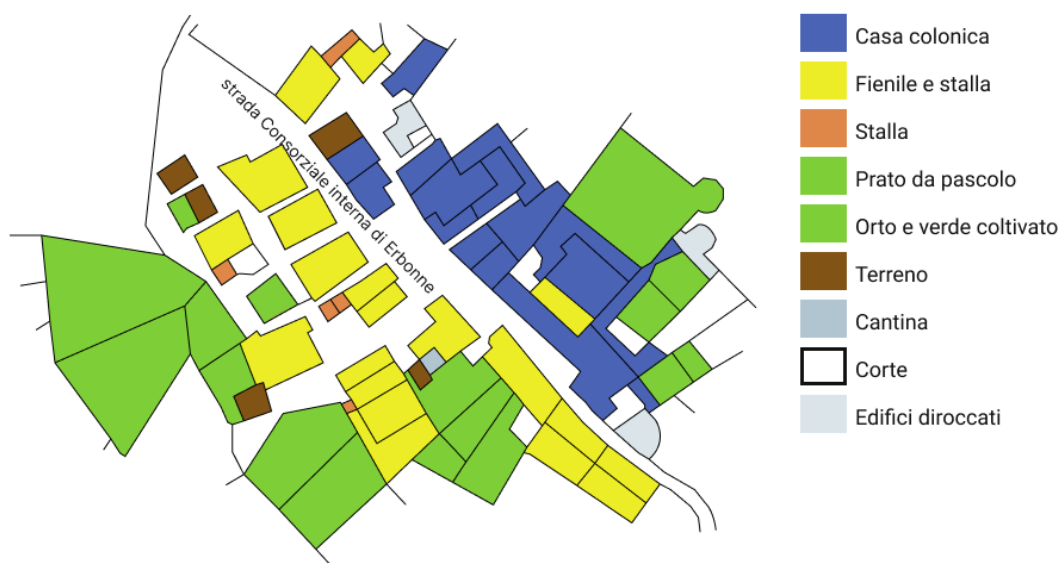 strada Consorziale interna di Erbonne
Casa colonica
Fienile e stalla
Stalla
Prato da pascolo
Orto e verde coltivato
Terreno
Cantina
Corte
Edifici diroccati